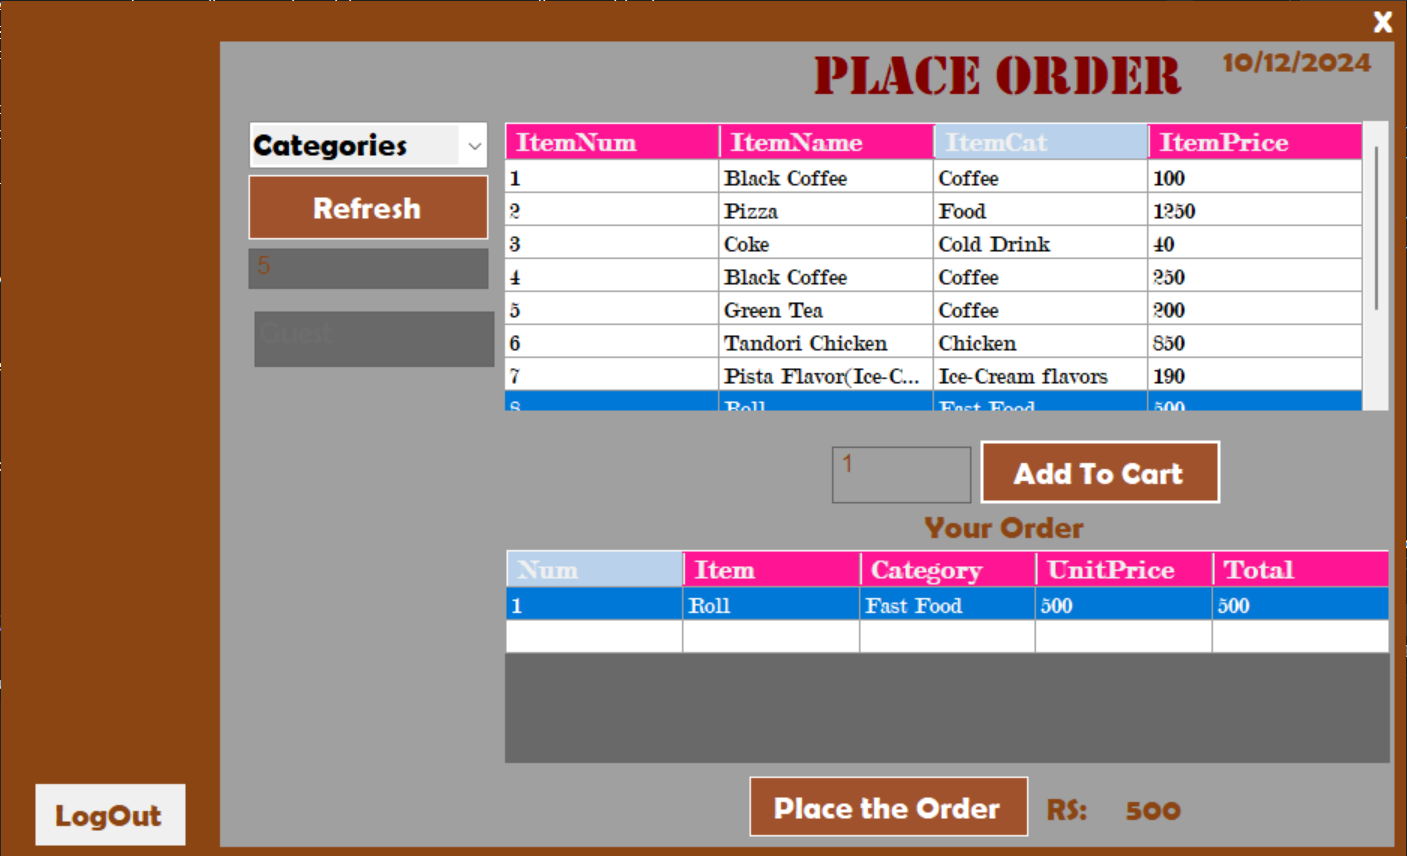 X
PLACE ORDER 10/12/2024
Categories
Refresh
5
Guest
ItemNum ItemName ItemCat ItemPrice
1 Black Coffee Coffee 100
2 Pizza Food 1250
3 Coke Cold Drink 40
4 Black Coffee Coffee 250
5 Green Tea Coffee 200
6 Tandori Chicken Chicken 850
7 Pista Flavor(Ice-C... Ice-Cream flavors 190
8 Roll Fast Food 500
1 Add To Cart
Your Order
Num Item Category UnitPrice Total
1 Roll Fast Food 500 500
Place the Order RS: 500
LogOut